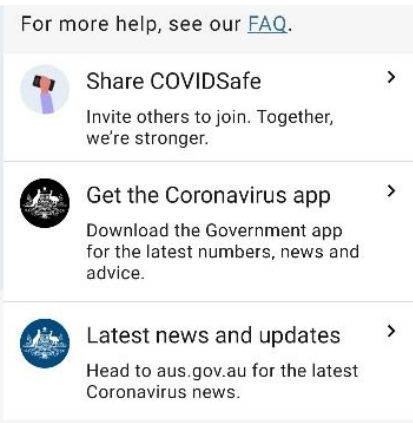 For more help, see our FAQ.
Share COVIDSafe
Invite others to join. Together,
we're stronger.
Get the Coronavirus app
Download the Government app
for the latest numbers, news and
advice.
Latest news and updates
Head to aus.gov.au for the latest
Coronavirus news.